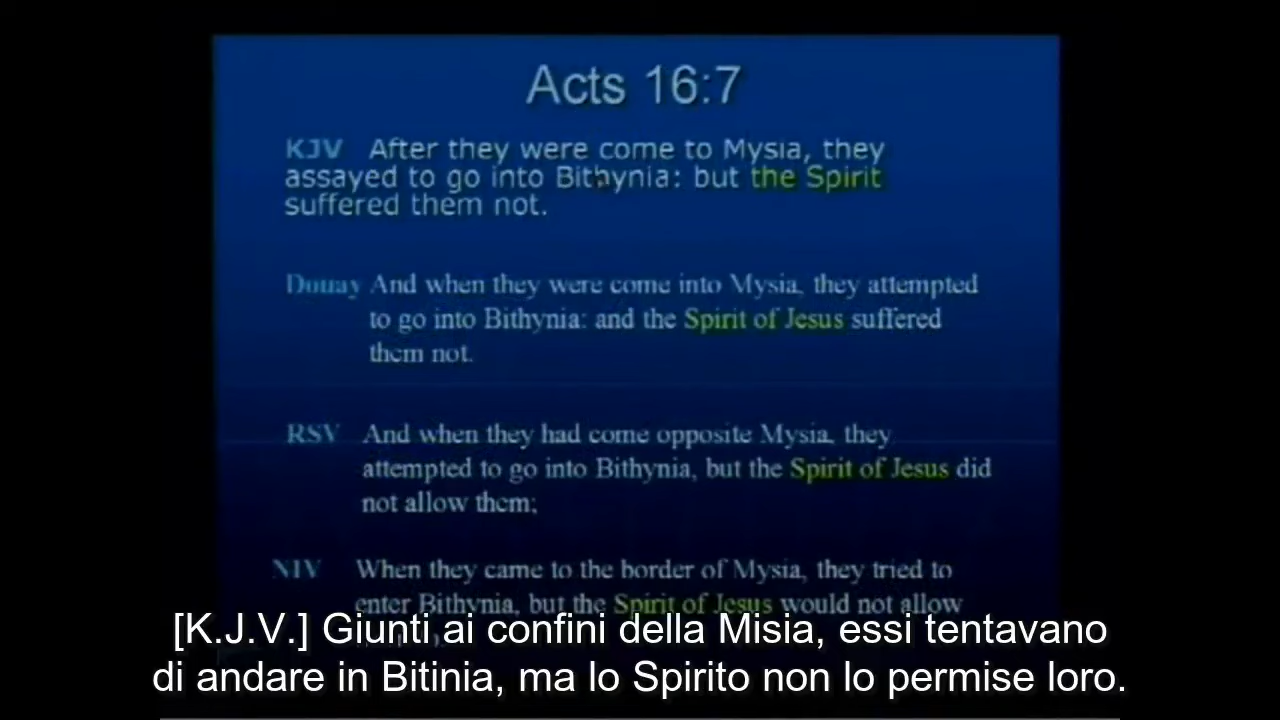 Acts 16:7
KJV After they were come to Mysia, they
assayed to go into Bithynia: but the Spirit
suffered them not.
Douay And when they were come into Mysia, they attempted
to go into Bithynia: and the Spirit of Jesus suffered
them not.
RSV And when they had come opposite Mysia, they
attempted to go into Bithynia, but the Spirit of Jesus did
not allow them;
NIV When they came to the border of Mysia, they tried to
enter Bithynia, but the Spirit of Jesus would not allow
[K.J.V.] Giunti ai confini della Misia, essi tentavano
di andare in Bitinia, ma lo Spirito non lo permise loro.